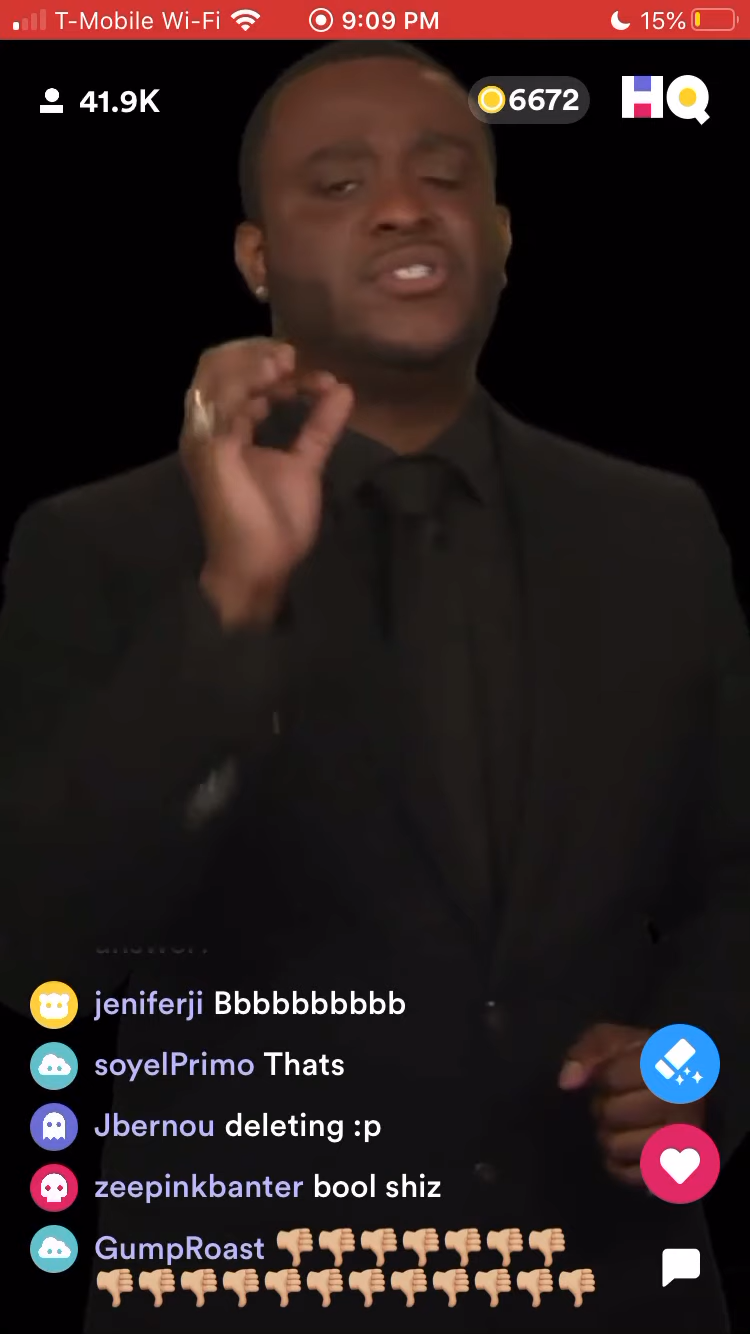 T-Mobile Wi-Fi 9:09 PM 15%
41.9K 6672 HQ
jeniferji Bbbbbbbbbb
soyelPrimo Thats
Jbernou deleting :p
zeepinkbanter bool shiz
GumpRoast 👎🏼👎🏼👎🏼👎🏼👎🏼👎🏼👎🏼
👎🏼👎🏼👎🏼👎🏼👎🏼👎🏼👎🏼👎🏼👎🏼👎🏼👎🏼👎🏼